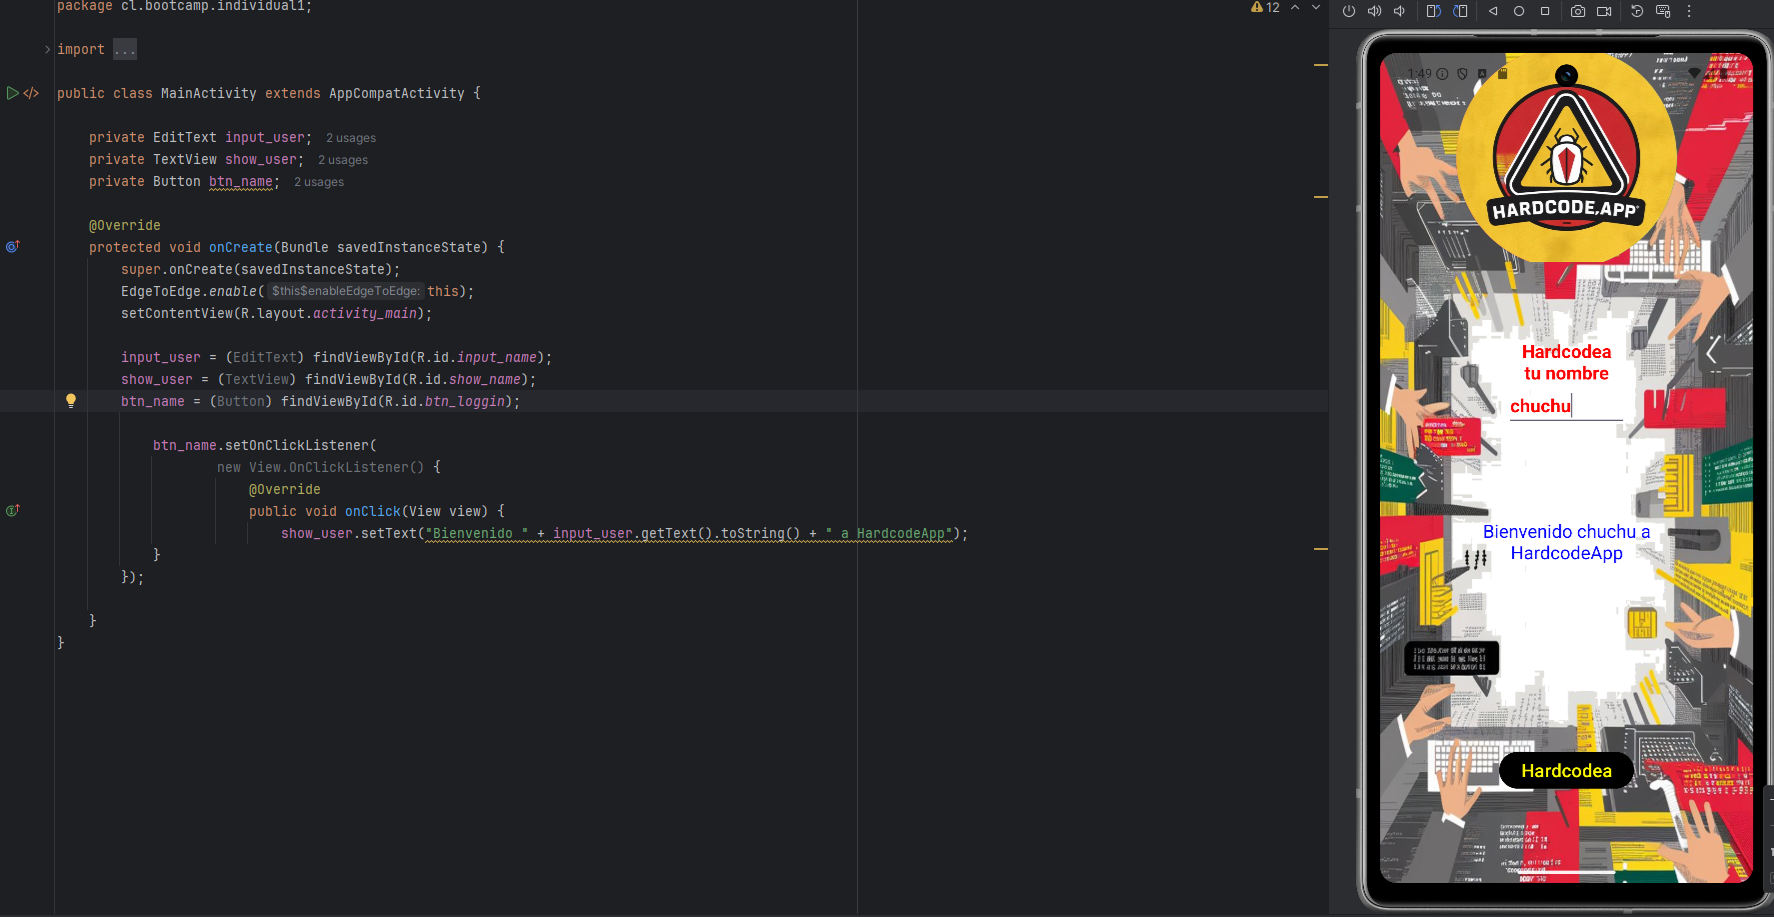 package cl.bootcamp.individual1;
12
import ...
public class MainActivity extends AppCompatActivity {
private EditText input_user; 2 usages
private TextView show_user; 2 usages
private Button btn_name; 2 usages
@Override
protected void onCreate(Bundle savedInstanceState) {
super.onCreate(savedInstanceState);
EdgeToEdge.enable( $this$enableEdgeToEdge: this);
setContentView(R.layout.activity_main);
input_user = (EditText) findViewById(R.id.input_name);
show_user = (TextView) findViewById(R.id.show_name);
btn_name = (Button) findViewById(R.id.btn_loggin);
btn_name.setOnClickListener(
new View.OnClickListener() {
@Override
public void onClick(View view) {
show_user.setText("Bienvenido " + input_user.getText().toString() + " a HardcodeApp");
}
});
}
}
1:49
HARDCODE,APP
Hardcodea
tu nombre
chuchu
Bienvenido chuchu a
HardcodeApp
Hardcodea